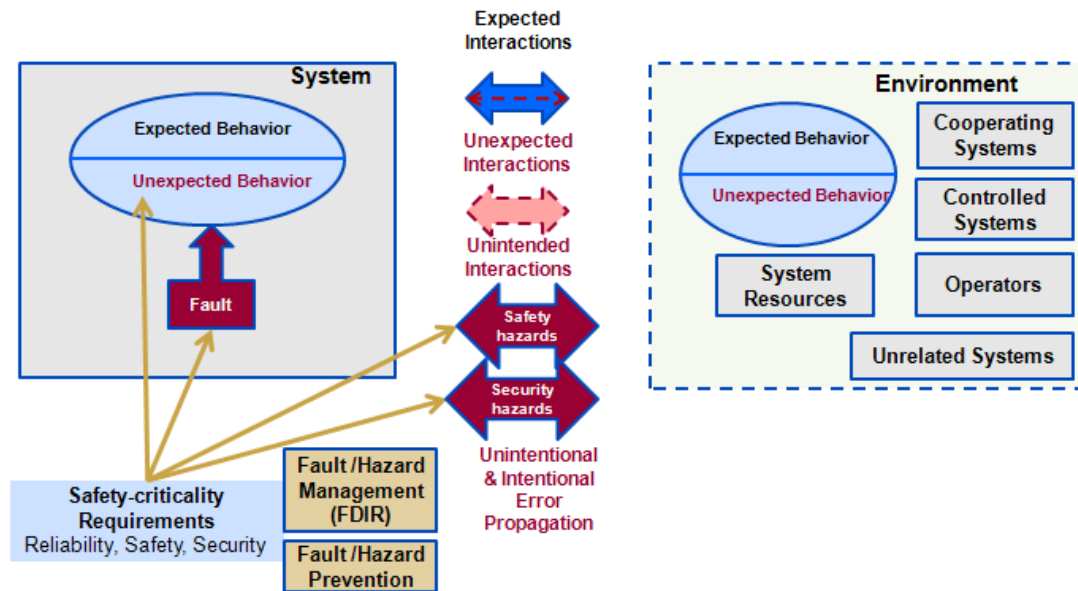 Expected
Interactions
System
Expected Behavior
Unexpected Behavior
Fault
Unexpected
Interactions
Unintended
Interactions
Safety
hazards
Security
hazards
Unintentional
& Intentional
Error
Propagation
Environment
Expected Behavior
Unexpected Behavior
Cooperating
Systems
Controlled
Systems
System
Resources
Operators
Unrelated Systems
Safety-criticality
Requirements
Reliability, Safety, Security
Fault /Hazard
Management
(FDIR)
Fault /Hazard
Prevention